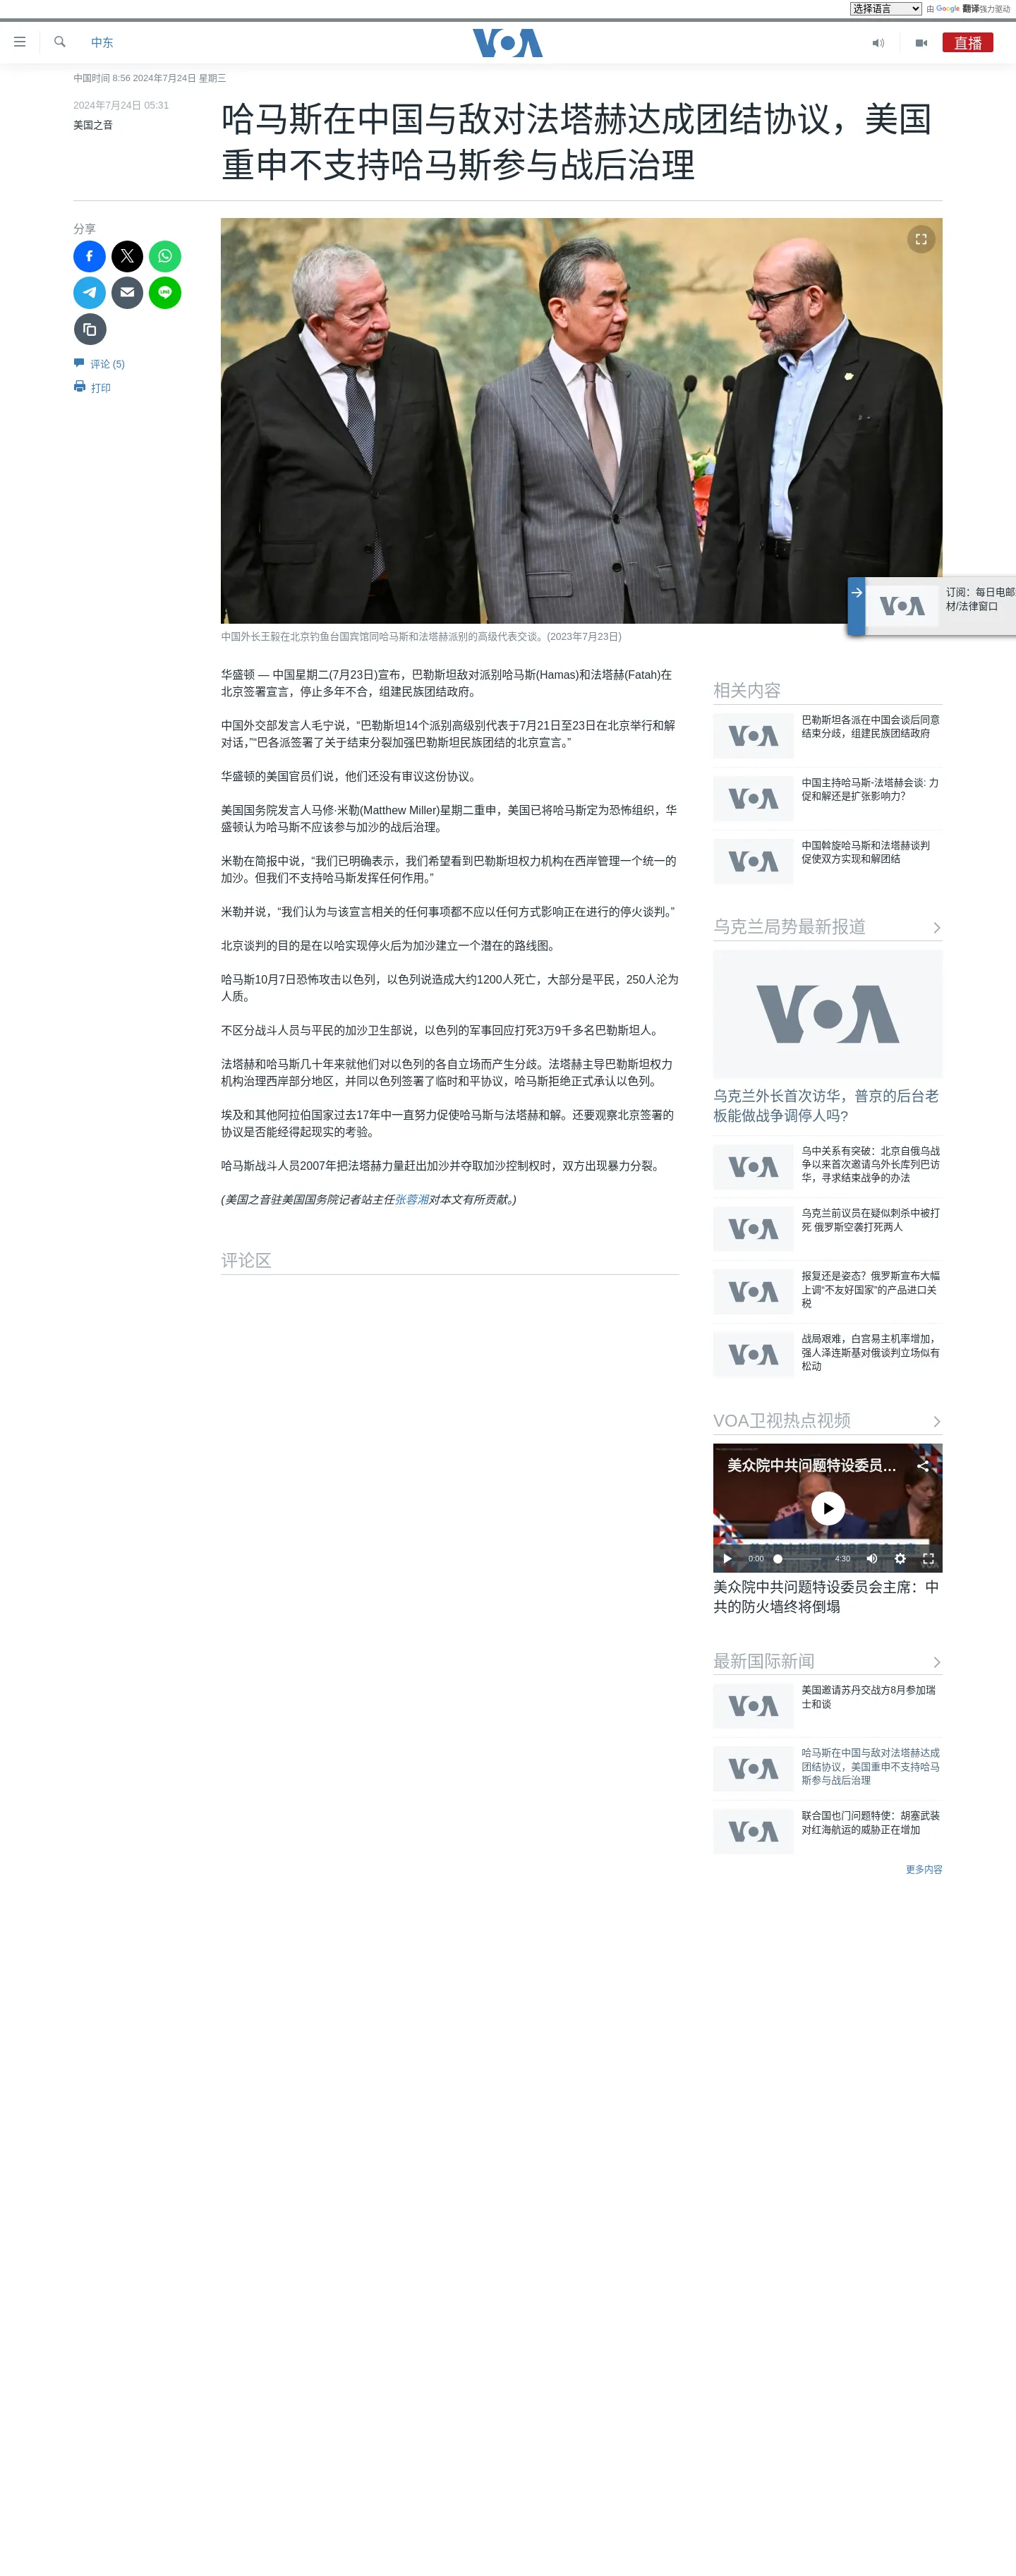 选择语言
由 Google 翻译强力驱动
中东
VOA
直播
中国时间 8:56 2024年7月24日 星期三
2024年7月24日 05:31
美国之音
哈马斯在中国与敌对法塔赫达成团结协议，美国
重申不支持哈马斯参与战后治理
分享
评论 (5)
打印
中国外长王毅在北京钓鱼台国宾馆同哈马斯和法塔赫派别的高级代表交谈。(2023年7月23日)
VOA
订阅：每日电邮
材/法律窗口
华盛顿 — 中国星期二(7月23日)宣布，巴勒斯坦敌对派别哈马斯(Hamas)和法塔赫(Fatah)在
北京签署宣言，停止多年不合，组建民族团结政府。
中国外交部发言人毛宁说，“巴勒斯坦14个派别高级别代表于7月21日至23日在北京举行和解
对话，”“巴各派签署了关于结束分裂加强巴勒斯坦民族团结的北京宣言。”
华盛顿的美国官员们说，他们还没有审议这份协议。
美国国务院发言人马修·米勒(Matthew Miller)星期二重申，美国已将哈马斯定为恐怖组织，华
盛顿认为哈马斯不应该参与加沙的战后治理。
米勒在简报中说，“我们已明确表示，我们希望看到巴勒斯坦权力机构在西岸管理一个统一的
加沙。但我们不支持哈马斯发挥任何作用。”
米勒并说，“我们认为与该宣言相关的任何事项都不应以任何方式影响正在进行的停火谈判。”
北京谈判的目的是在以哈实现停火后为加沙建立一个潜在的路线图。
哈马斯10月7日恐怖攻击以色列，以色列说造成大约1200人死亡，大部分是平民，250人沦为
人质。
不区分战斗人员与平民的加沙卫生部说，以色列的军事回应打死3万9千多名巴勒斯坦人。
法塔赫和哈马斯几十年来就他们对以色列的各自立场而产生分歧。法塔赫主导巴勒斯坦权力
机构治理西岸部分地区，并同以色列签署了临时和平协议，哈马斯拒绝正式承认以色列。
埃及和其他阿拉伯国家过去17年中一直努力促使哈马斯与法塔赫和解。还要观察北京签署的
协议是否能经得起现实的考验。
哈马斯战斗人员2007年把法塔赫力量赶出加沙并夺取加沙控制权时，双方出现暴力分裂。
(美国之音驻美国国务院记者站主任张蓉湘对本文有所贡献。)
评论区
相关内容
VOA
巴勒斯坦各派在中国会谈后同意
结束分歧，组建民族团结政府
VOA
中国主持哈马斯-法塔赫会谈: 力
促和解还是扩张影响力？
VOA
中国斡旋哈马斯和法塔赫谈判
促使双方实现和解团结
乌克兰局势最新报道
VOA
乌克兰外长首次访华，普京的后台老
板能做战争调停人吗?
VOA
乌中关系有突破：北京自俄乌战
争以来首次邀请乌外长库列巴访
华，寻求结束战争的办法
VOA
乌克兰前议员在疑似刺杀中被打
死 俄罗斯空袭打死两人
VOA
报复还是姿态？俄罗斯宣布大幅
上调“不友好国家”的产品进口关
税
VOA
战局艰难，白宫易主机率增加，
强人泽连斯基对俄谈判立场似有
松动
VOA卫视热点视频
美众院中共问题特设委员...
0:00
4:30
美众院中共问题特设委员会主席：中
共的防火墙终将倒塌
最新国际新闻
VOA
美国邀请苏丹交战方8月参加瑞
士和谈
VOA
哈马斯在中国与敌对法塔赫达成
团结协议，美国重申不支持哈马
斯参与战后治理
VOA
联合国也门问题特使：胡塞武装
对红海航运的威胁正在增加
更多内容